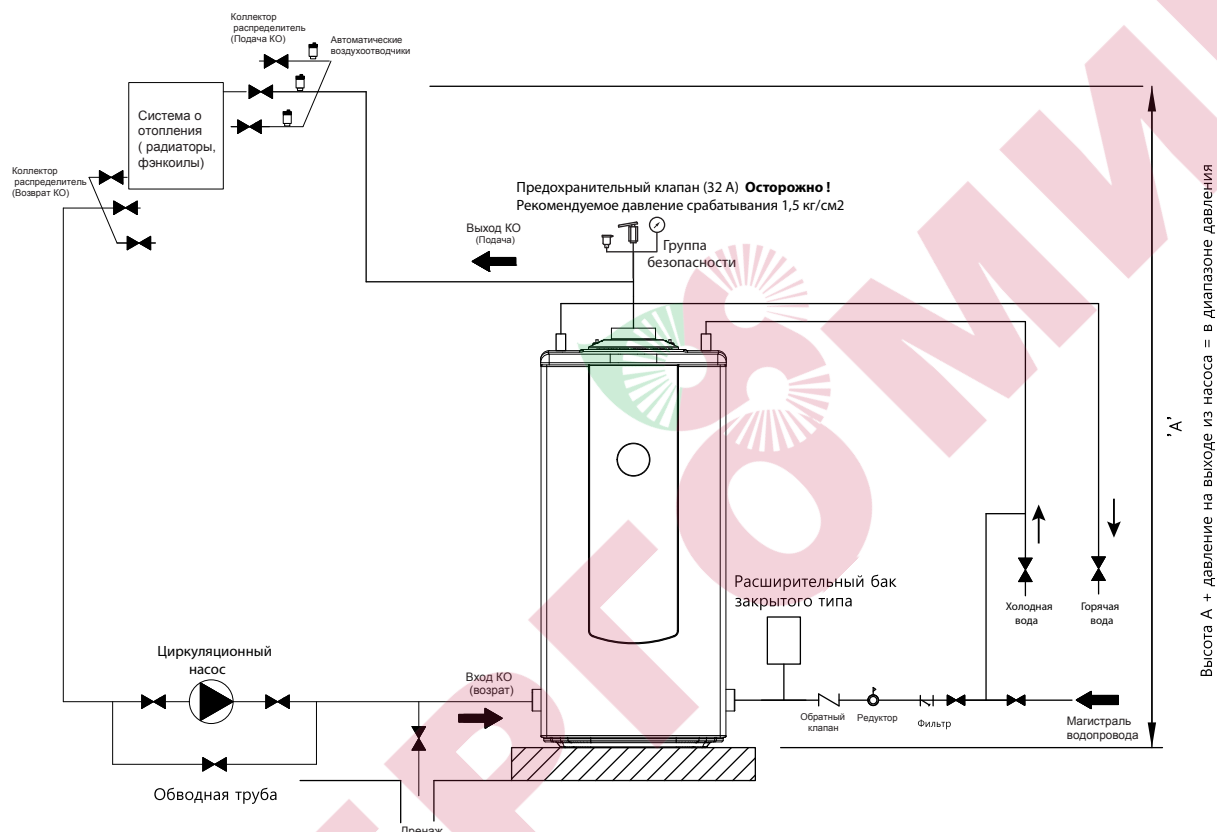 Коллектор
распределитель
(Подача КО)
Автоматические
воздухоотводчики
Система о
отопления
( радиаторы,
фэнкоилы)
Коллектор
распределитель
(Возврат КО)
Предохранительный клапан (32 А) Осторожно !
Рекомендуемое давление срабатывания 1,5 кг/см2
Выход КО
(Подача)
Группа
безопасности
'A'
Высота А + давление на выходе из насоса = в диапазоне давления
Расширительный бак
закрытого типа
Холодная
вода
Горячая
вода
Циркуляционный
насос
Вход КО
(возрат)
Обратный
клапан
Редуктор
Фильтр
Магистраль
водопровода
Обводная труба
Дренаж
РГОМИ